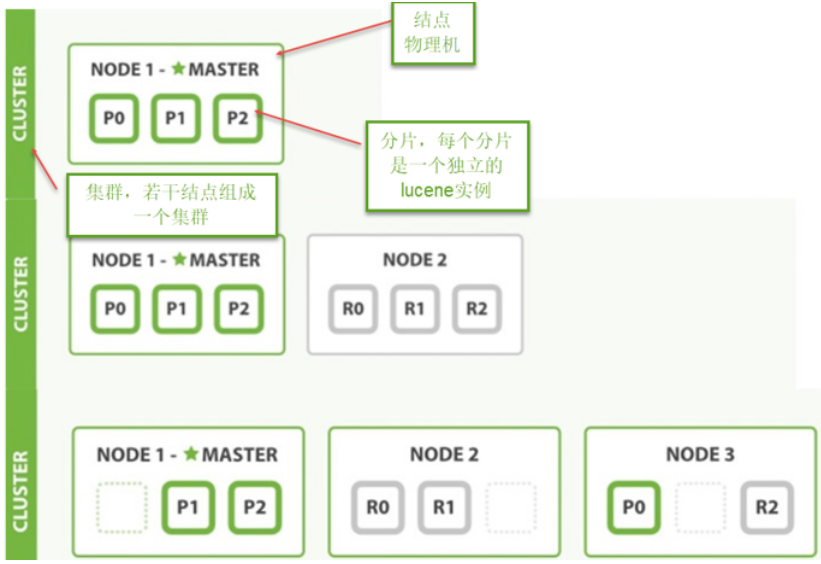 结点
物理机
NODE 1 - ★ MASTER
P0 P1 P2
CLUSTER
分片，每个分片
是一个独立的
lucene实例
集群，若干结点组成
一个集群
NODE 1 - ★ MASTER
NODE 2
P0 P1 P2
R0 R1 R2
CLUSTER
NODE 1 - ★ MASTER
NODE 2
NODE 3
P1 P2
R0 R1
P0 R2
CLUSTER